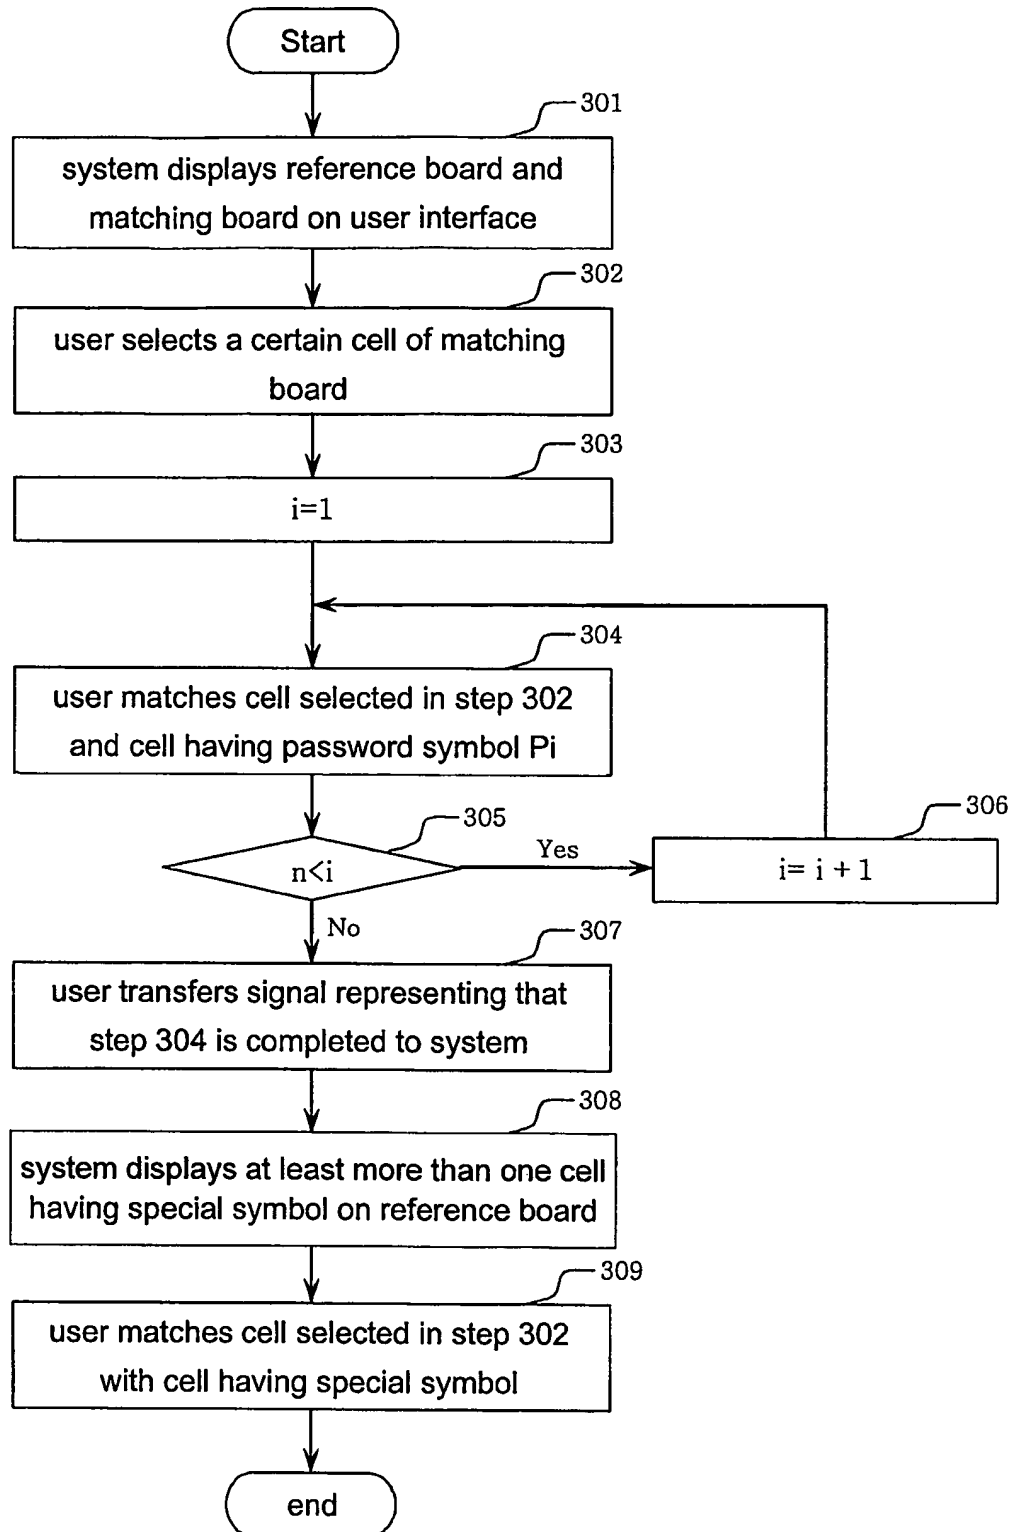 Start
301
system displays reference board and
matching board on user interface
302
user selects a certain cell of matching
board
303
i=1
304
user matches cell selected in step 302
and cell having password symbol Pi
305
306
n<i
Yes
i= i + 1
No
307
user transfers signal representing that
step 304 is completed to system
308
system displays at least more than one cell
having special symbol on reference board
309
user matches cell selected in step 302
with cell having special symbol
end